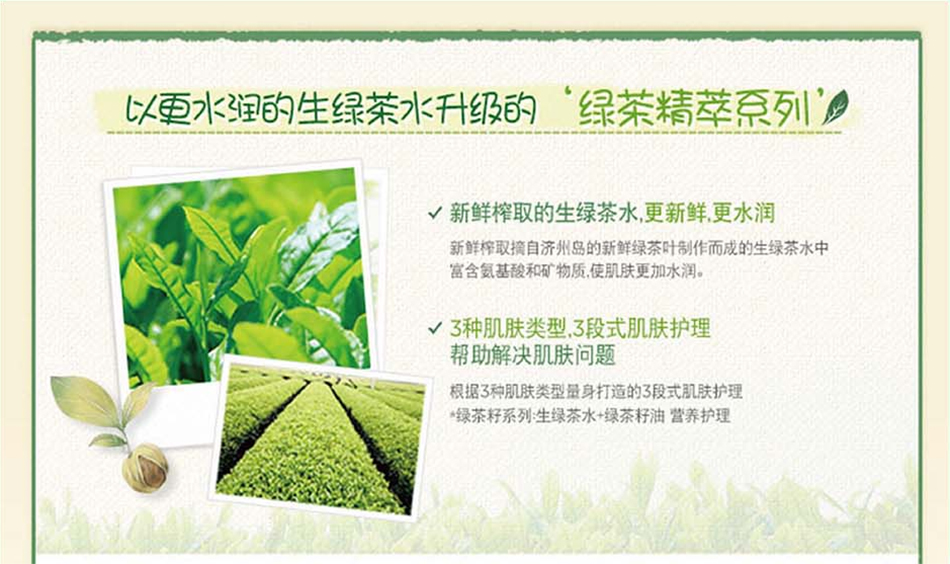 以更水润的生绿茶水升级的 ‘绿茶精萃系列’
新鲜榨取的生绿茶水,更新鲜,更水润
新鲜榨取摘自济州岛的新鲜绿茶叶制作而成的生绿茶水中
富含氨基酸和矿物质,使肌肤更加水润。
3种肌肤类型,3段式肌肤护理
帮助解决肌肤问题
根据3种肌肤类型量身打造的3段式肌肤护理
*绿茶籽系列:生绿茶水+绿茶籽油 营养护理